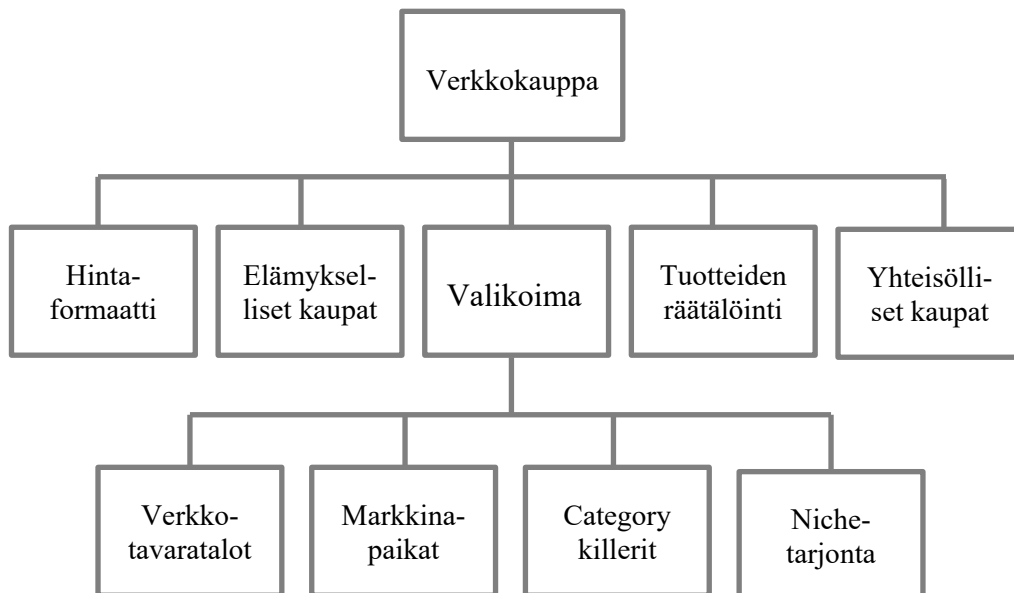 Verkkokauppa
Hinta-
formaatti
Elämyksel-
liset kaupat
Valikoima
Tuotteiden
räätälöinti
Yhteisölli-
set kaupat
Verkko-
tavaratalot
Markkina-
paikat
Category
killerit
Niche-
tarjonta